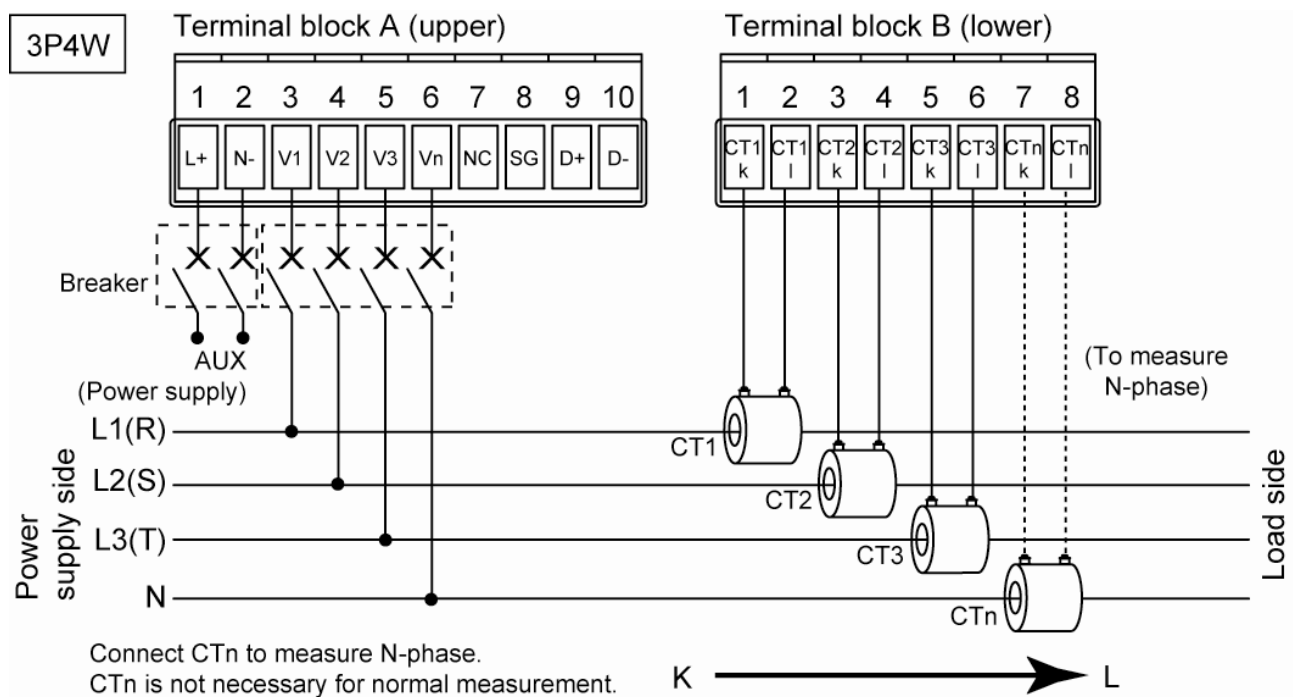 3P4W
Terminal block A (upper)
1 2 3 4 5 6 7 8 9 10
L+ N- V1 V2 V3 Vn NC SG D+ D-
Terminal block B (lower)
1 2 3 4 5 6 7 8
CT1 CT1 CT2 CT2 CT3 CT3 CTn CTn
k l k l k l k l
Breaker
AUX
(Power supply)
(To measure
N-phase)
L1(R)
CT1
L2(S)
CT2
L3(T)
CT3
N
CTn
Power
supply side
Load side
Connect CTn to measure N-phase.
CTn is not necessary for normal measurement.
K L